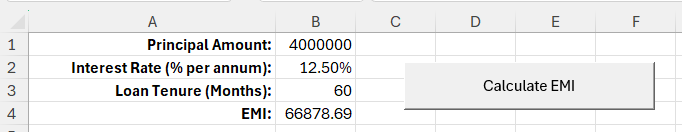 A B C D E F
1 Principal Amount: 4000000
2 Interest Rate (% per annum): 12.50%
3 Loan Tenure (Months): 60
4 EMI: 66878.69
Calculate EMI